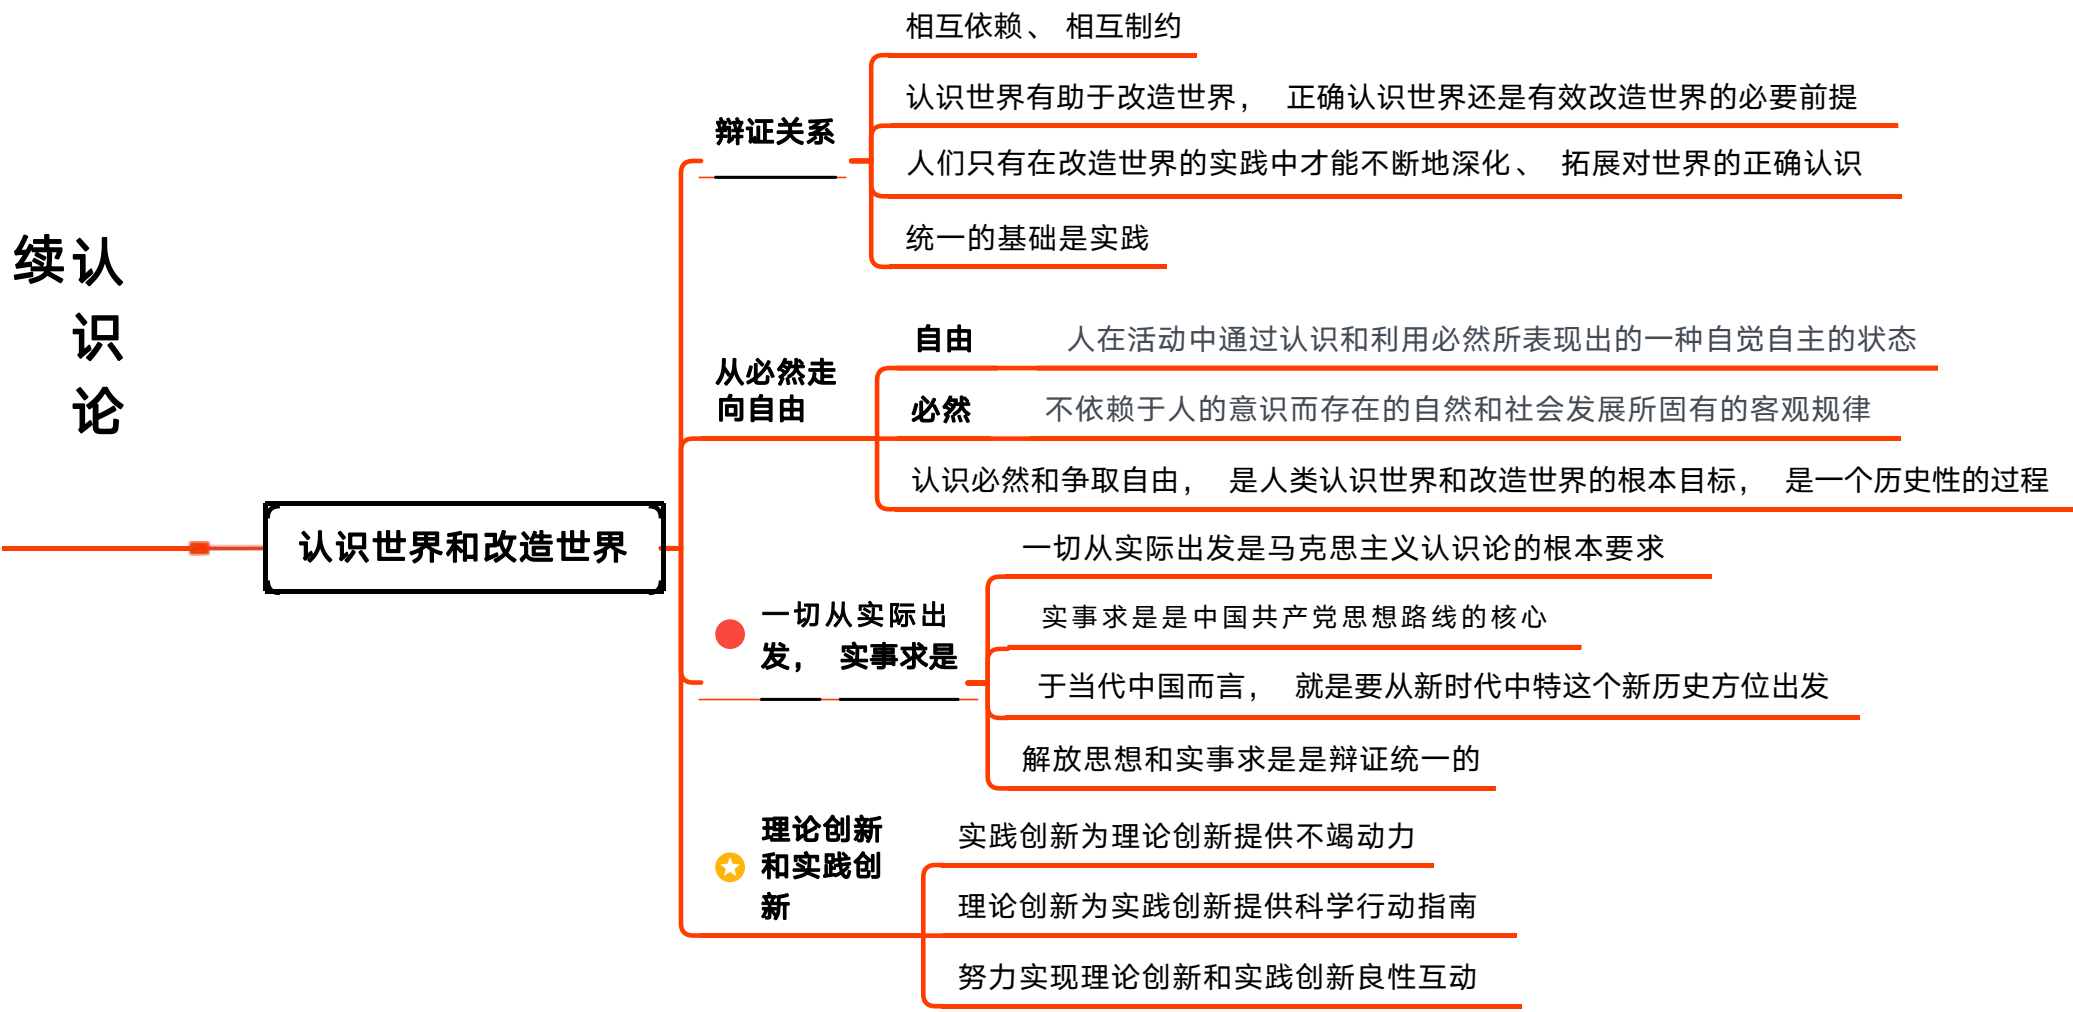 续认识论
认识世界和改造世界
辩证关系
相互依赖、 相互制约
认识世界有助于改造世界， 正确认识世界还是有效改造世界的必要前提
人们只有在改造世界的实践中才能不断地深化、 拓展对世界的正确认识
统一的基础是实践
从必然走
向自由
自由 人在活动中通过认识和利用必然所表现出的一种自觉自主的状态
必然 不依赖于人的意识而存在的自然和社会发展所固有的客观规律
认识必然和争取自由， 是人类认识世界和改造世界的根本目标， 是一个历史性的过程
一切从实际出
发， 实事求是
一切从实际出发是马克思主义认识论的根本要求
实事求是是中国共产党思想路线的核心
于当代中国而言， 就是要从新时代中特这个新历史方位出发
解放思想和实事求是是辩证统一的
理论创新
和实践创
新
实践创新为理论创新提供不竭动力
理论创新为实践创新提供科学行动指南
努力实现理论创新和实践创新良性互动